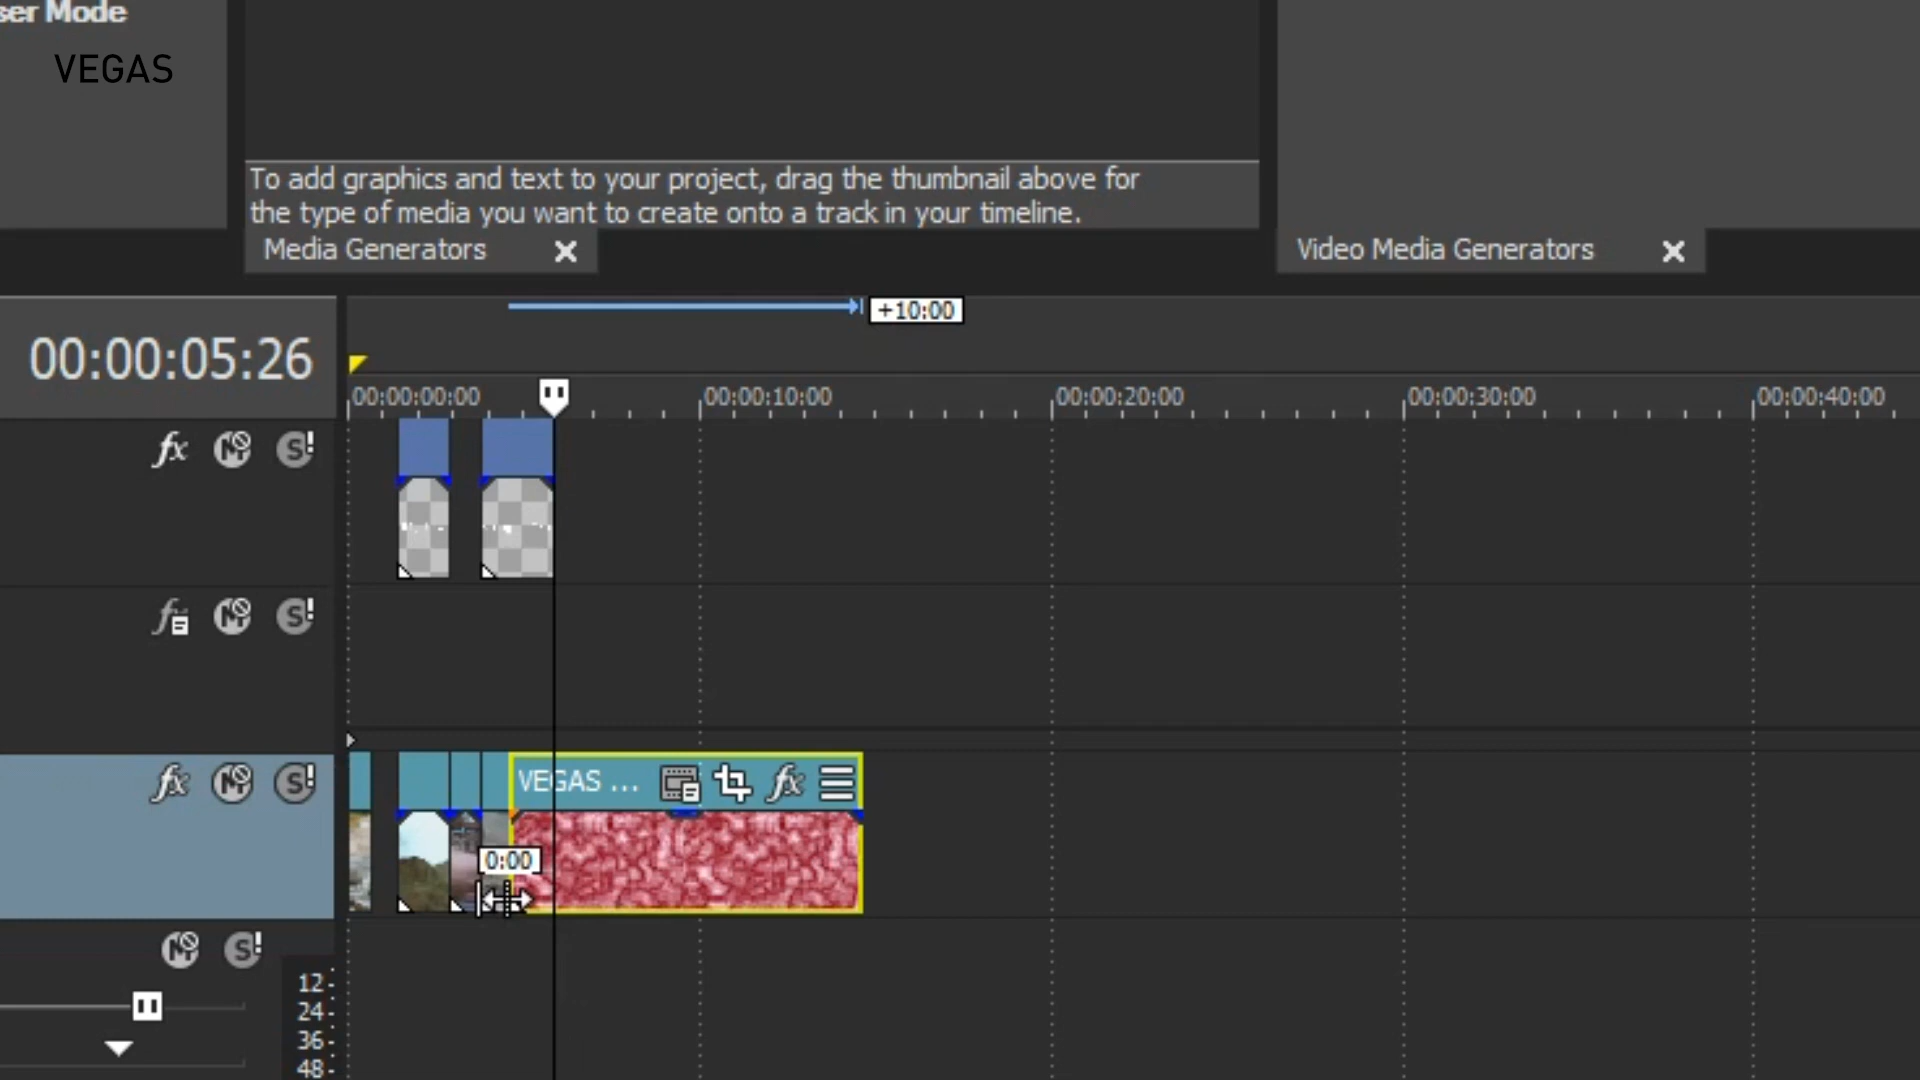 ser Mode
VEGAS
To add graphics and text to your project, drag the thumbnail above for
the type of media you want to create onto a track in your timeline.
Media Generators
Video Media Generators
+10:00
00:00:05:26
00:00:00:00
00:00:10:00
00:00:20:00
00:00:30:00
00:00:40:00
VEGAS ...
0:00
12
24
36
48